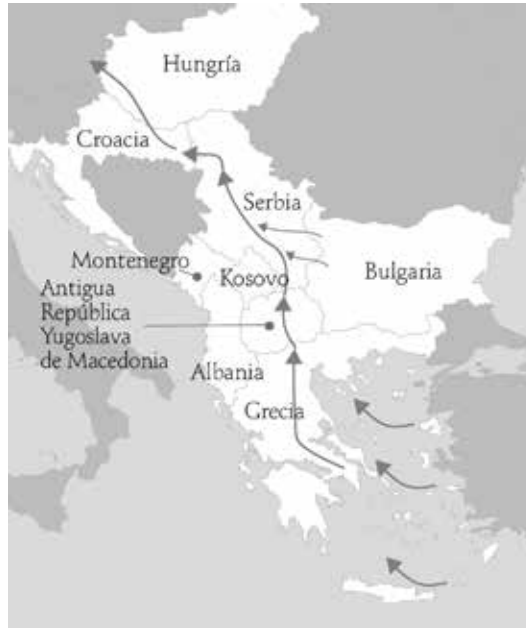 Hungría
Croacia
Serbia
Montenegro
Kosovo
Bulgaria
Antigua
República
Yugoslava
de Macedonia
Albania
Grecia